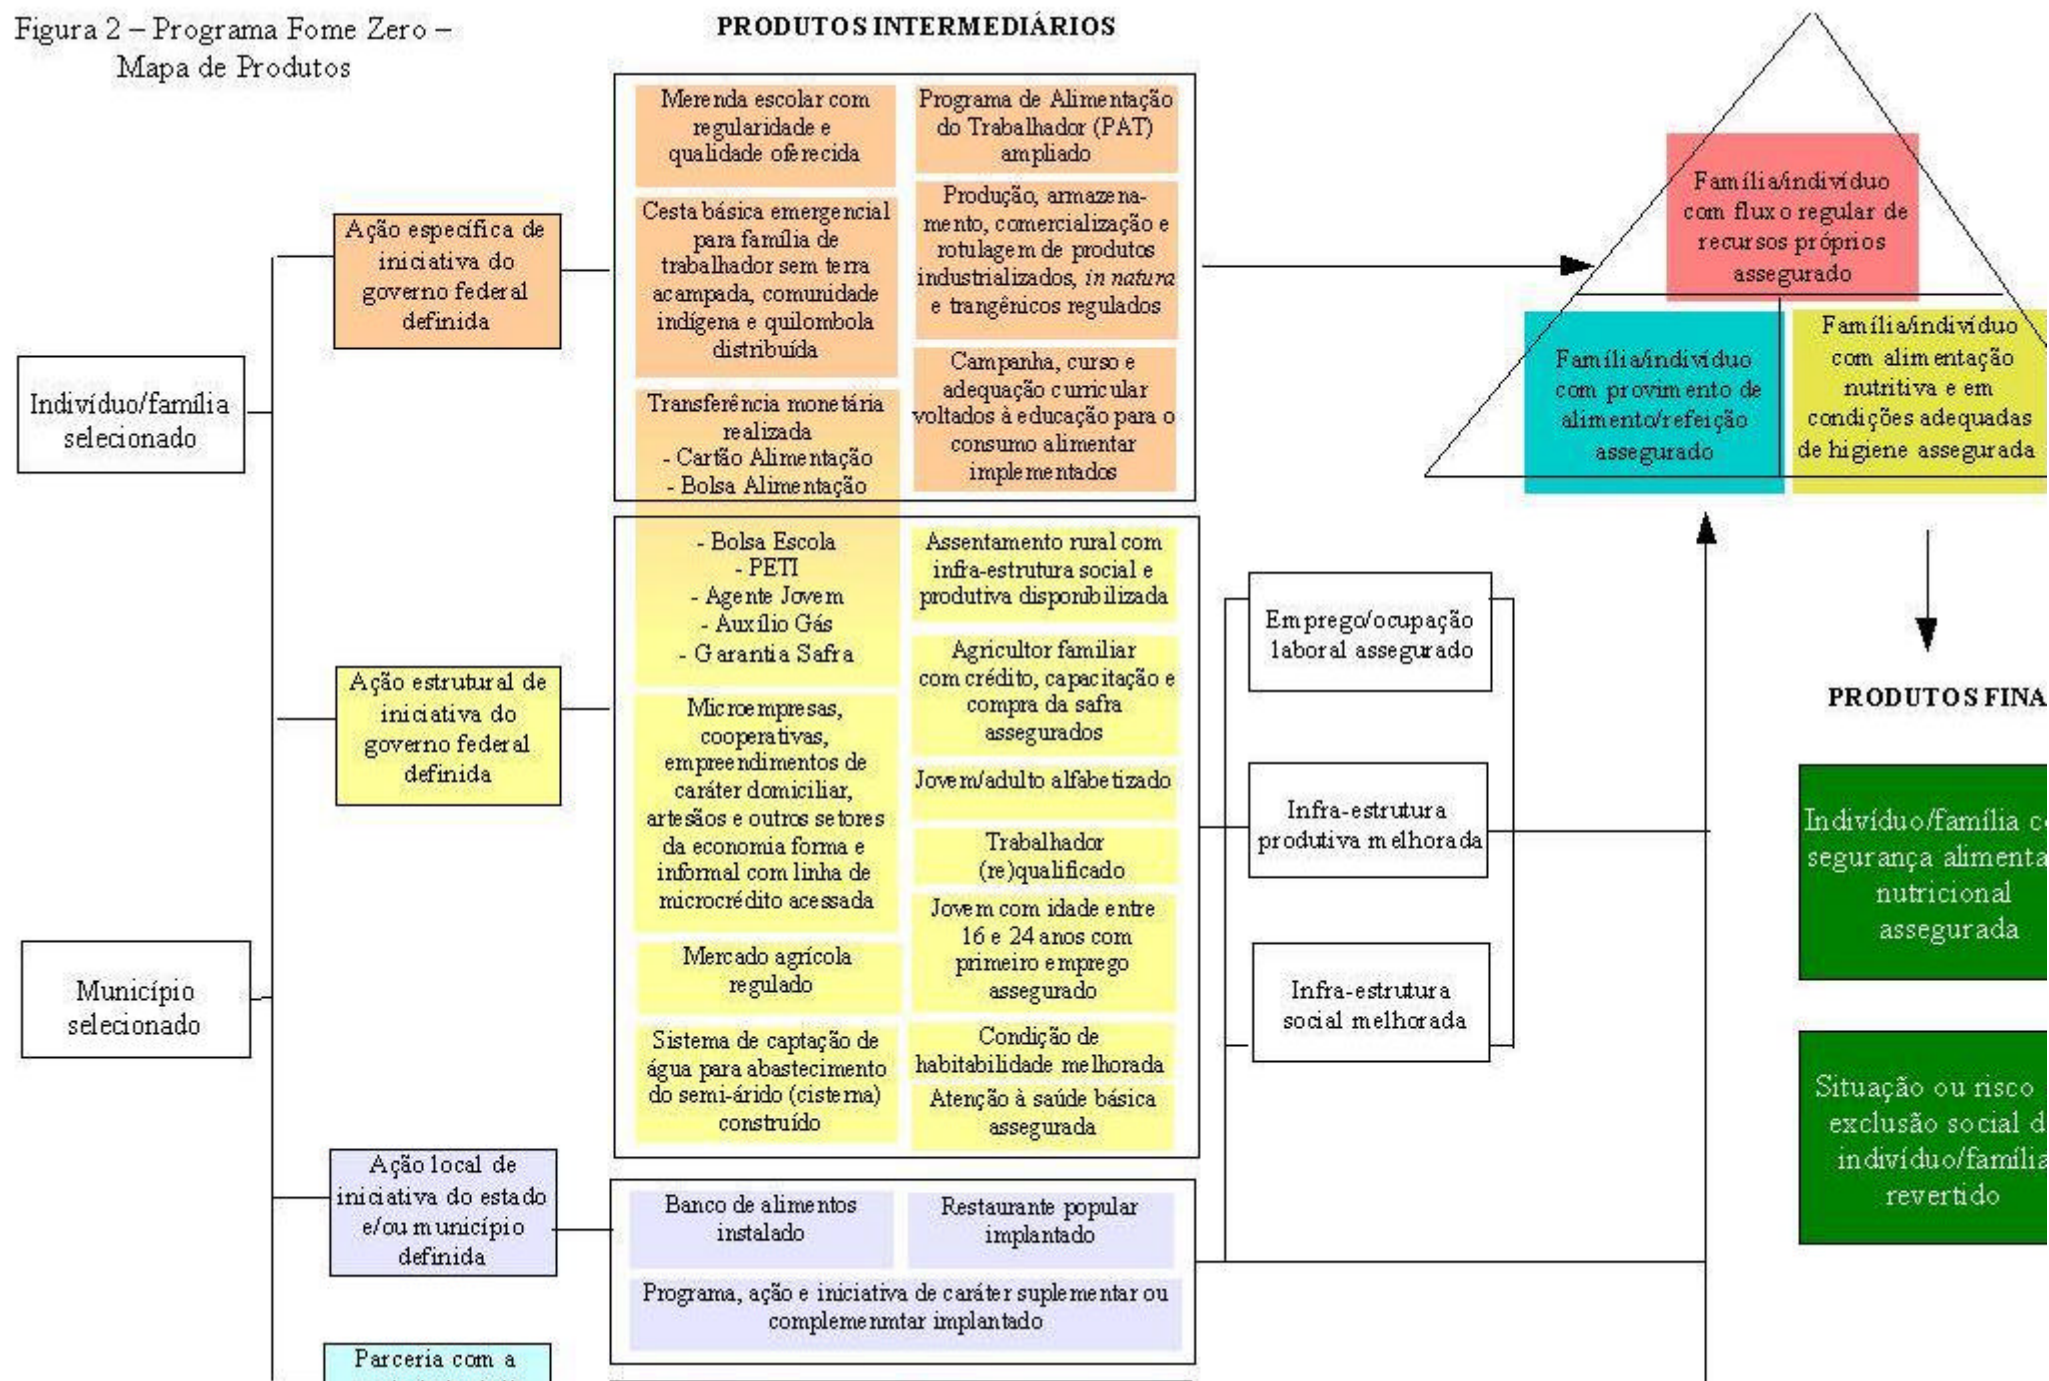 Figura 2 – Programa Fome Zero –
Mapa de Produtos
PRODUTOS INTERMEDIÁRIOS
Indivíduo/família
selecionado
Município
selecionado
Ação específica de
iniciativa do
governo federal
definida
Merenda escolar com
regularidade e
qualidade oferecida
Cesta básica emergencial
para família de
trabalhador sem terra
acampada, comunidade
indígena e quilombola
distribuída
Transferência monetária
realizada
- Cartão Alimentação
- Bolsa Alimentação
Programa de Alimentação
do Trabalhador (PAT)
ampliado
Produção, armazena-
mento, comercialização e
rotulagem de produtos
industrializados, in natura
e trangênicos regulados
Campanha, curso e
adequação curricular
voltados à educação para o
consumo alimentar
implementados
Ação estrutural de
iniciativa do
governo federal
definida
- Bolsa Escola
- PETI
- Agente Jovem
- Auxílio Gás
- Garantia Safra
Microempresas,
cooperativas,
empreendimentos de
caráter domiciliar,
artesãos e outros setores
da economia forma e
informal com linha de
microcrédito acessada
Mercado agrícola
regulado
Sistema de captação de
água para abastecimento
do semi-árido (cisterna)
construído
Assentamento rural com
infra-estrutura social e
produtiva disponibilizada
Agricultor familiar
com crédito, capacitação e
compra da safra
assegurados
Jovem/adulto alfabetizado
Trabalhador
(re)qualificado
Jovem com idade entre
16 e 24 anos com
primeiro emprego
assegurado
Condição de
habitabilidade melhorada
Atenção à saúde básica
assegurada
Ação local de
iniciativa do estado
e/ou município
definida
Banco de alimentos
instalado
Restaurante popular
implantado
Programa, ação e iniciativa de caráter suplementar ou
complemenmtar implantado
Parceria com a
Emprego/ocupação
laboral assegurado
Infra-estrutura
produtiva melhorada
Infra-estrutura
social melhorada
Família/indivíduo
com fluxo regular de
recursos próprios
assegurado
Família/indivíduo
com provimento de
alimento/refeição
assegurado
Família/indivíduo
com alimentação
nutritiva e em
condições adequadas
de higiene assegurada
PRODUTOS FINA
Indivíduo/família c
segurança alimenta
nutricional
assegurada
Situação ou risco
exclusão social d
indivíduo/família
revertido